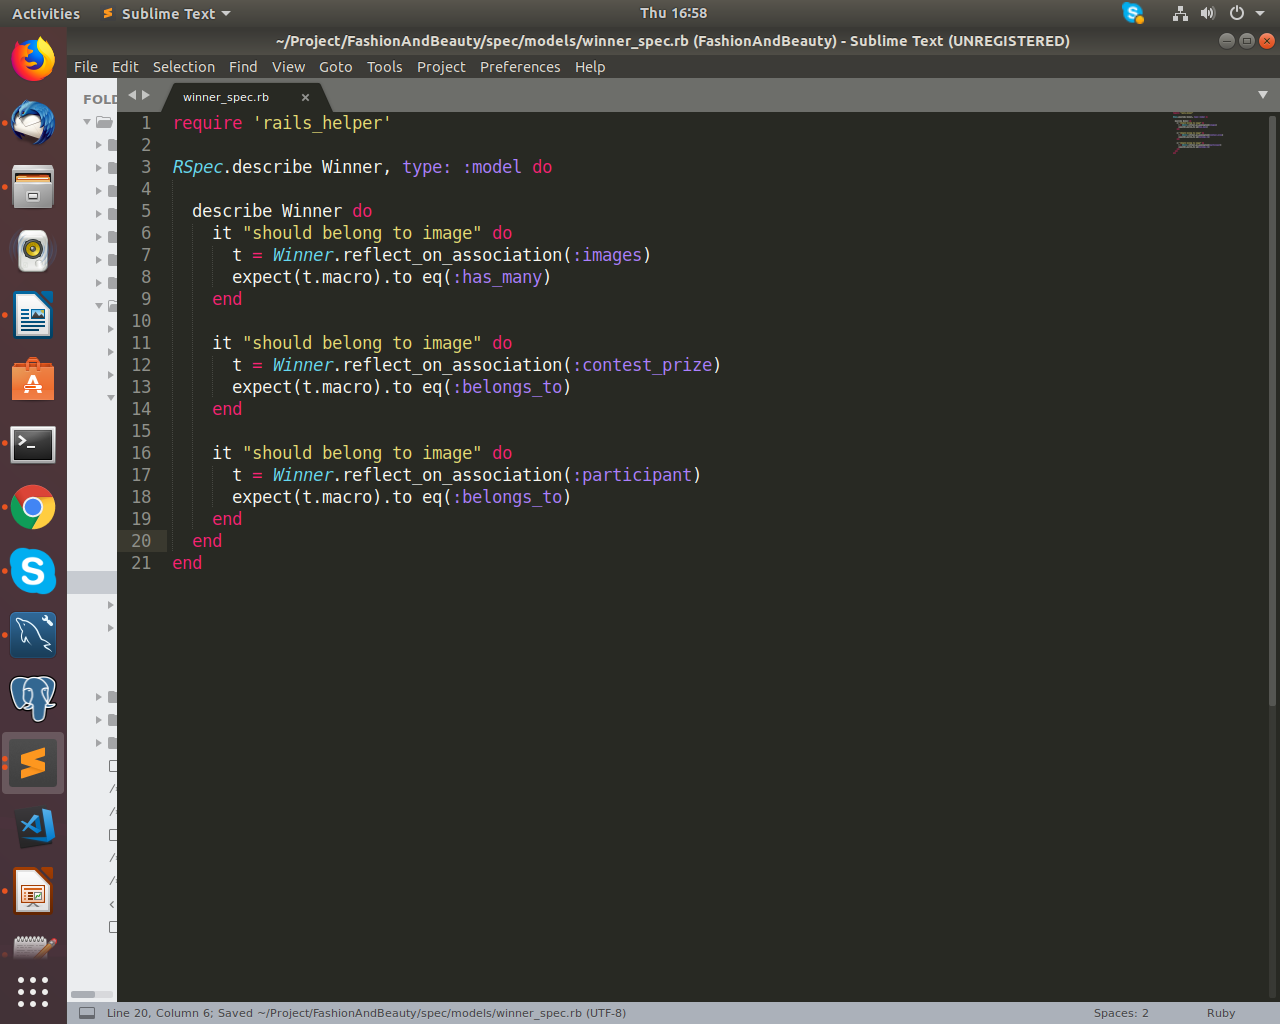 Activities
Sublime Text
Thu 16:58
~/Project/FashionAndBeauty/spec/models/winner_spec.rb (FashionAndBeauty) - Sublime Text (UNREGISTERED)
File Edit Selection Find View Goto Tools Project Preferences Help
FOLD
winner_spec.rb ×
1 require 'rails_helper'
2
3 RSpec.describe Winner, type: :model do
4
5   describe Winner do
6     it "should belong to image" do
7       t = Winner.reflect_on_association(:images)
8       expect(t.macro).to eq(:has_many)
9     end
10
11     it "should belong to image" do
12       t = Winner.reflect_on_association(:contest_prize)
13       expect(t.macro).to eq(:belongs_to)
14     end
15
16     it "should belong to image" do
17       t = Winner.reflect_on_association(:participant)
18       expect(t.macro).to eq(:belongs_to)
19     end
20   end
21 end
Line 20, Column 6; Saved ~/Project/FashionAndBeauty/spec/models/winner_spec.rb (UTF-8)
Spaces: 2
Ruby